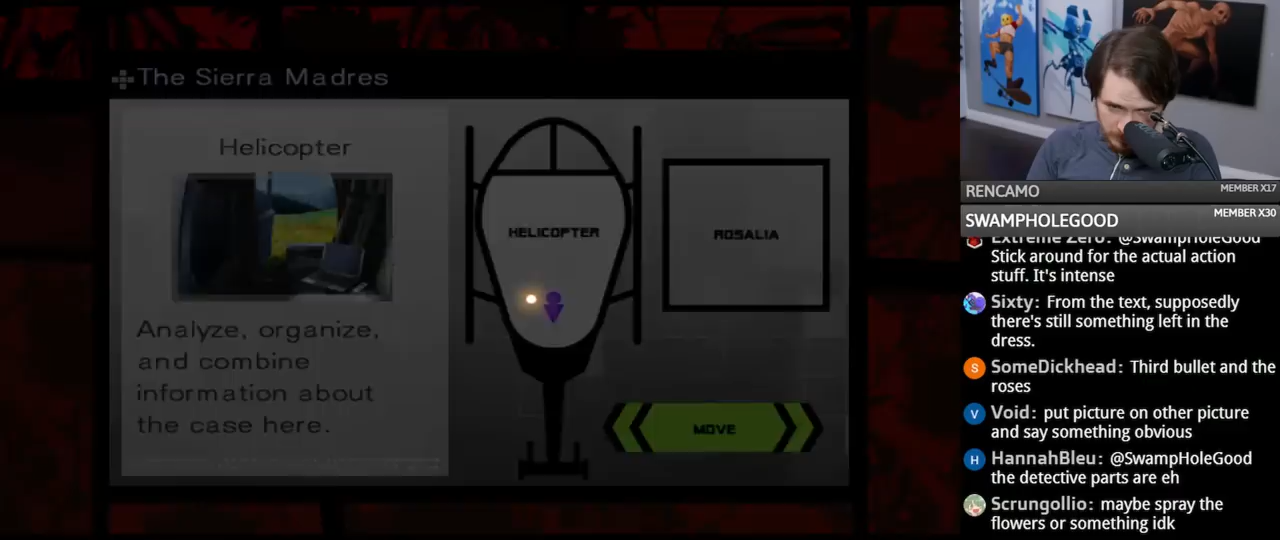 The Sierra Madres
Helicopter
Analyze, organize,
and combine
information about
the case here.
HELICOPTER
ROSALIA
MOVE
RENCAMO
MEMBER X17
SWAMPHOLEGOOD
MEMBER X30
Extreme Zero: @SwampHoleGood
Stick around for the actual action
stuff. It's intense
Sixty: From the text, supposedly
there's still something left in the
dress.
SomeDickhead: Third bullet and the
roses
Void: put picture on other picture
and say something obvious
HannahBleu: @SwampHoleGood
the detective parts are eh
Scrungollio: maybe spray the
flowers or something idk